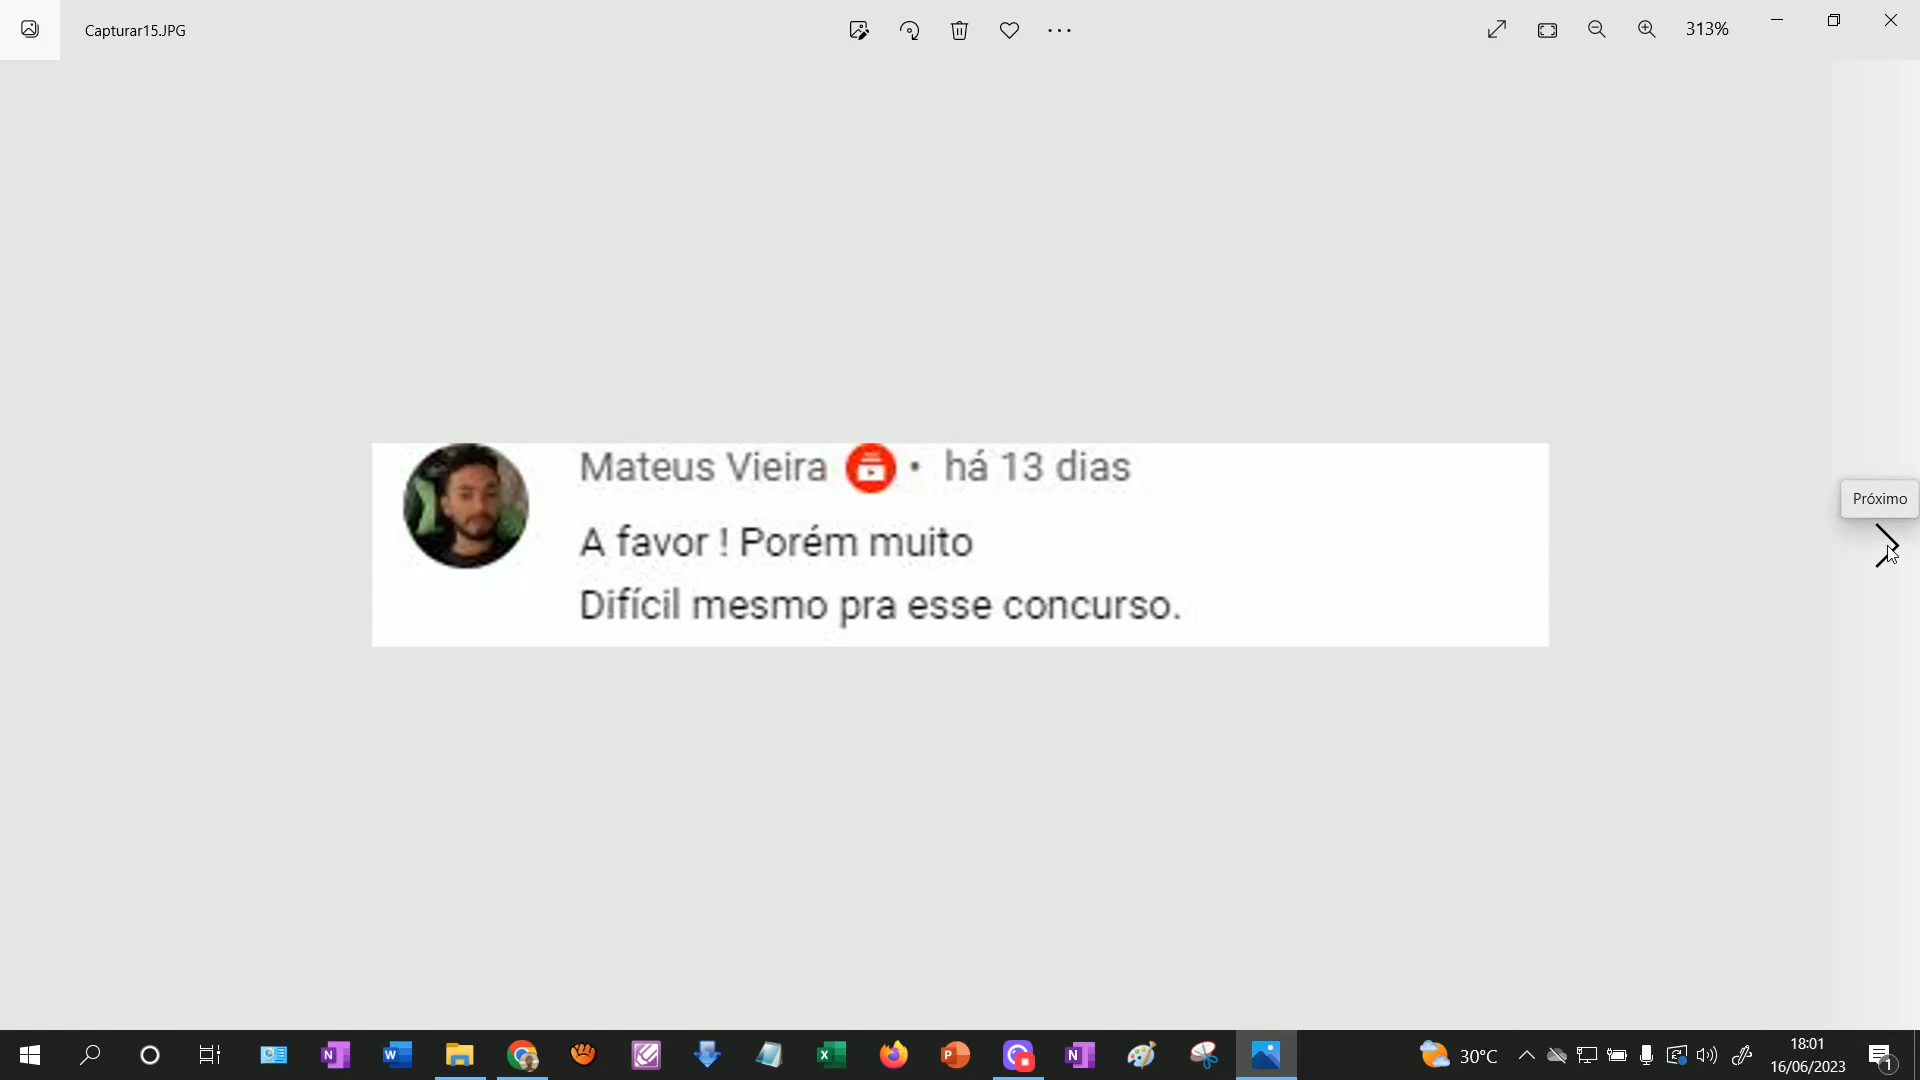 Capturar15.JPG
313%
Mateus Vieira • há 13 dias
A favor ! Porém muito
Difícil mesmo pra esse concurso.
Próximo
30°C
18:01
16/06/2023
1